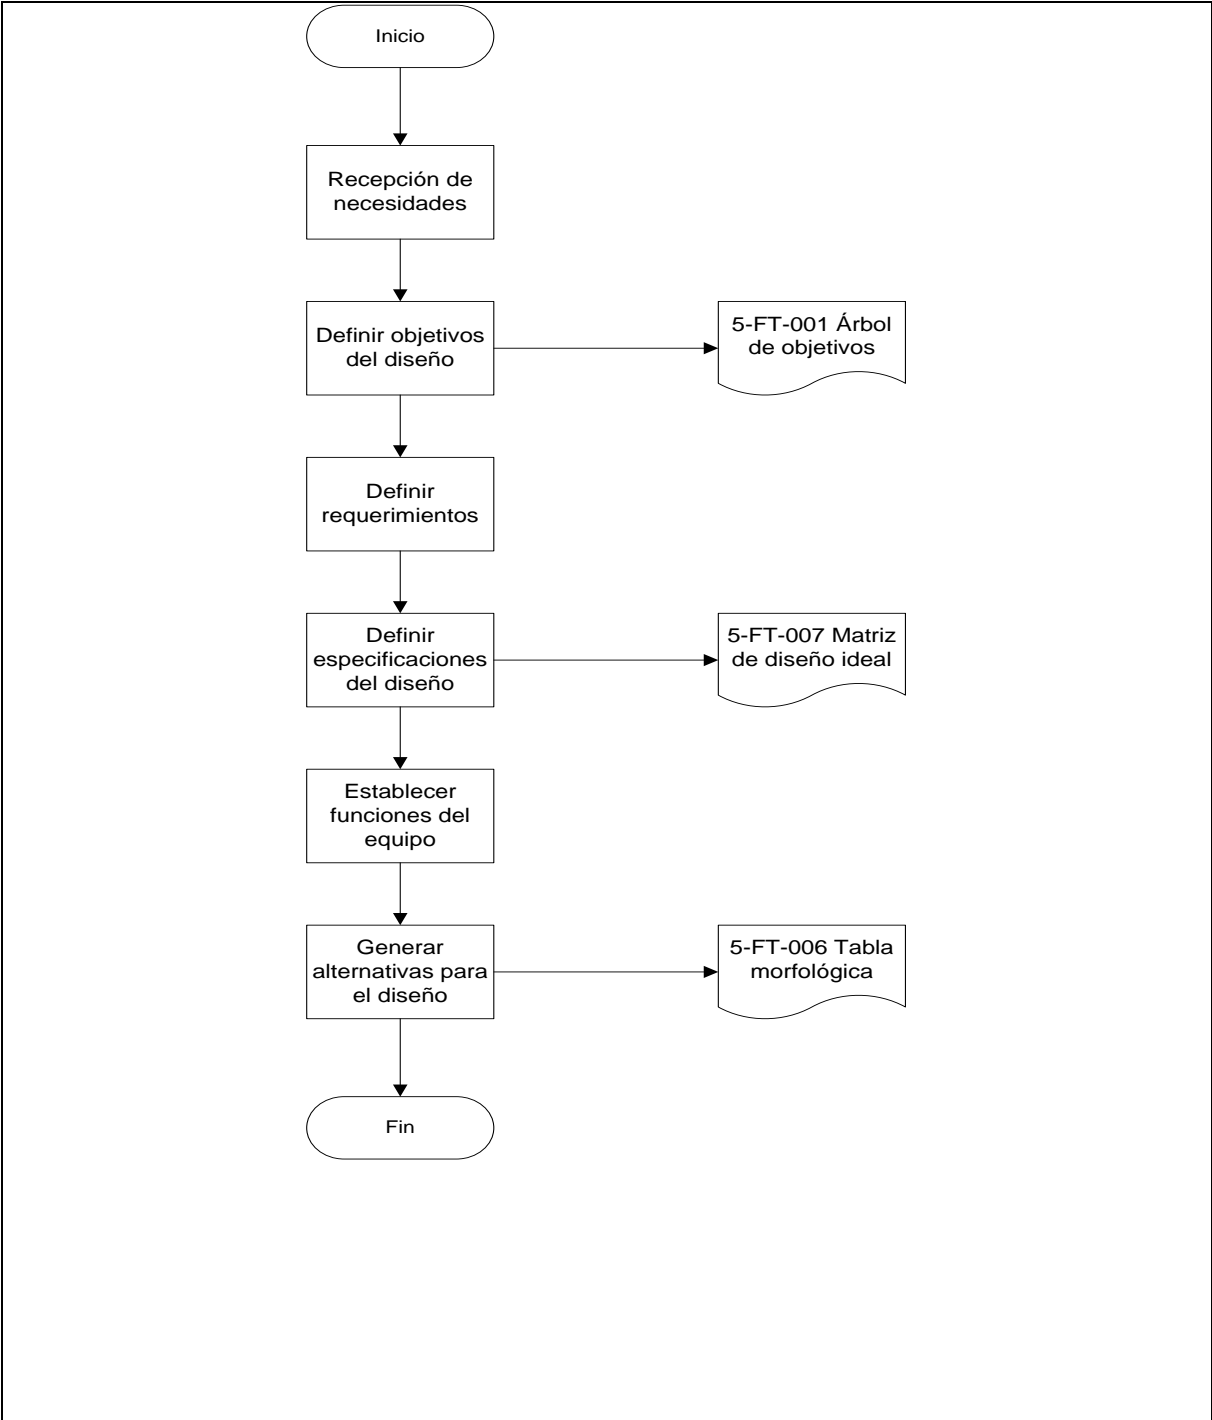 Inicio
Recepción de
necesidades
Definir objetivos
del diseño
5-FT-001 Árbol
de objetivos
Definir
requerimientos
Definir
especificaciones
del diseño
5-FT-007 Matriz
de diseño ideal
Establecer
funciones del
equipo
Generar
alternativas para
el diseño
5-FT-006 Tabla
morfológica
Fin